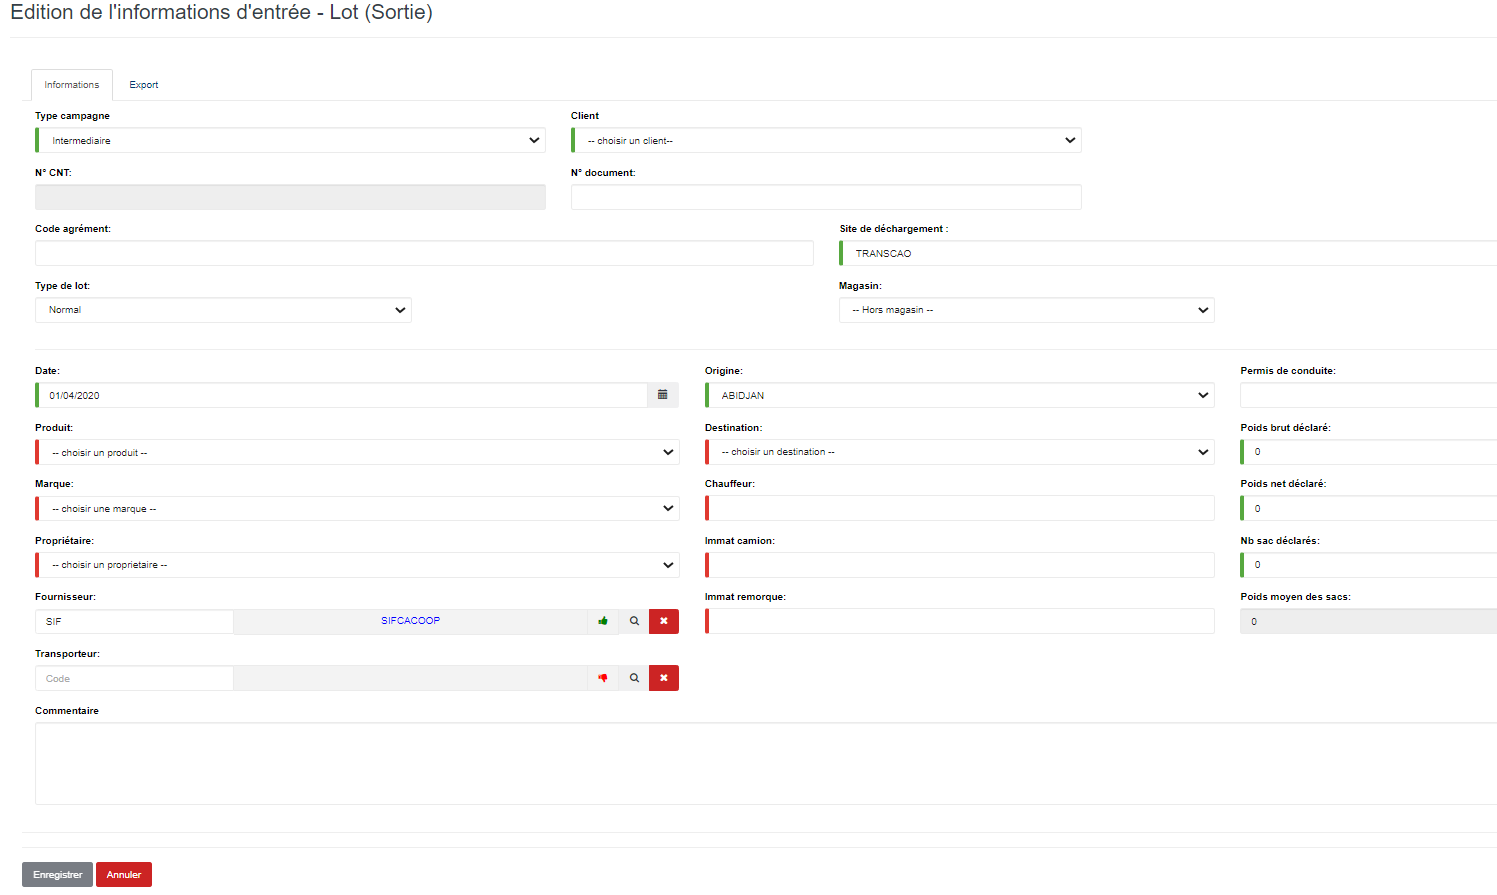 Edition de l'informations d'entrée - Lot (Sortie)
Informations Export
Type campagne Client
Intermediaire -- choisir un client--
N° CNT: N° document:
Code agrément: Site de déchargement :
TRANSCAO
Type de lot: Magasin:
Normal -- Hors magasin --
Date: Origine: Permis de conduite:
01/04/2020 ABIDJAN
Produit: Destination: Poids brut déclaré:
-- choisir un produit -- -- choisir un destination -- 0
Marque: Chauffeur: Poids net déclaré:
-- choisir une marque -- 0
Propriétaire: Immat camion: Nb sac déclarés:
-- choisir un proprietaire -- 0
Fournisseur: Immat remorque: Poids moyen des sacs:
SIF SIFCACOOP 0
Transporteur:
Code
Commentaire
Enregistrer Annuler